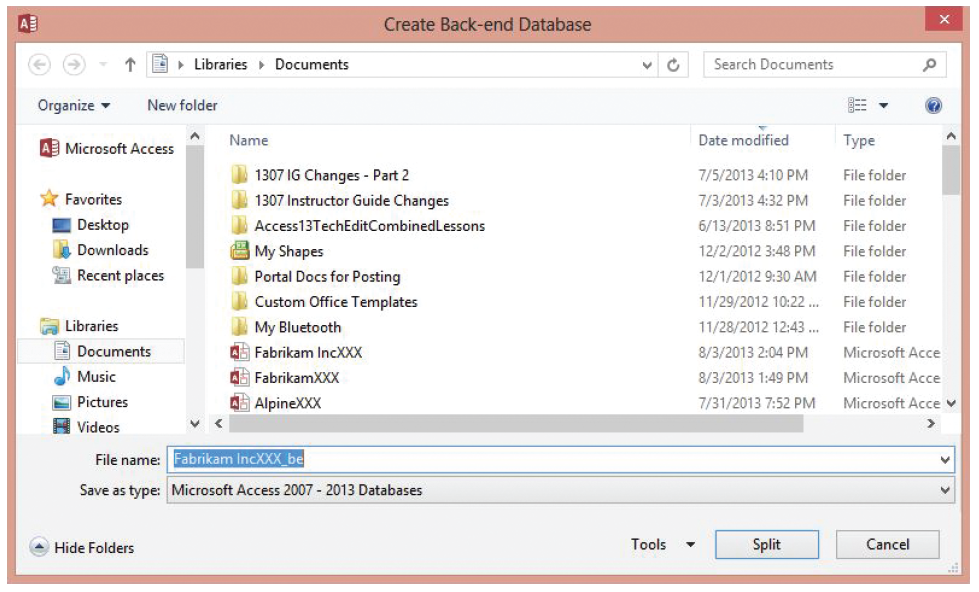 Create Back-end Database
Libraries Documents
Search Documents
Organize New folder
Microsoft Access
Favorites
Desktop
Downloads
Recent places
Libraries
Documents
Music
Pictures
Videos
Name Date modified Type
1307 IG Changes - Part 2 7/5/2013 4:10 PM File folder
1307 Instructor Guide Changes 7/3/2013 4:32 PM File folder
Access13TechEditCombinedLessons 6/13/2013 8:51 PM File folder
My Shapes 12/2/2012 3:48 PM File folder
Portal Docs for Posting 12/1/2012 9:30 AM File folder
Custom Office Templates 11/29/2012 10:22 ... File folder
My Bluetooth 11/28/2012 12:43 ... File folder
Fabrikam IncXXX 8/3/2013 2:04 PM Microsoft Acce
FabrikamXXX 8/3/2013 1:49 PM Microsoft Acce
AlpineXXX 7/31/2013 7:52 PM Microsoft Acce
File name: Fabrikam IncXXX_be
Save as type: Microsoft Access 2007 - 2013 Databases
Hide Folders Tools Split Cancel